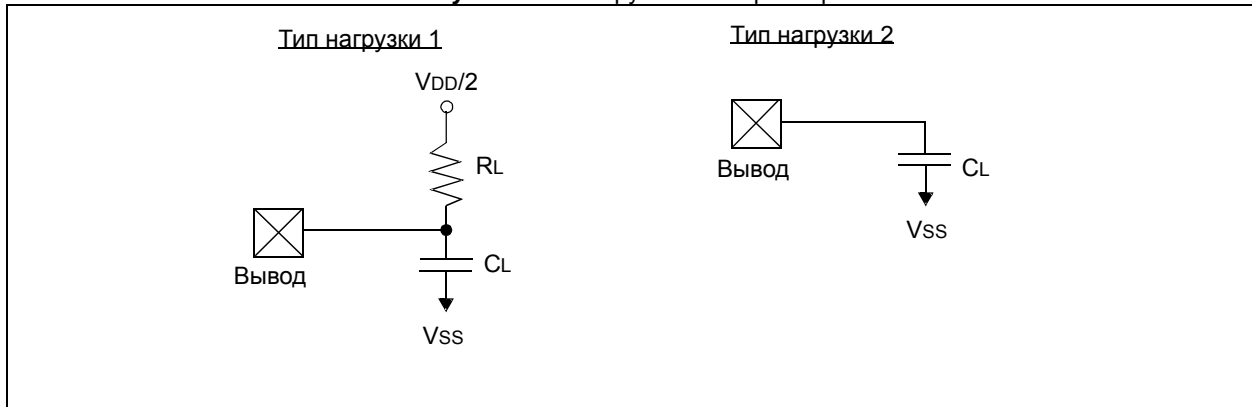 Тип нагрузки 1
VDD/2
RL
Вывод
CL
VSS
Тип нагрузки 2
Вывод
CL
VSS